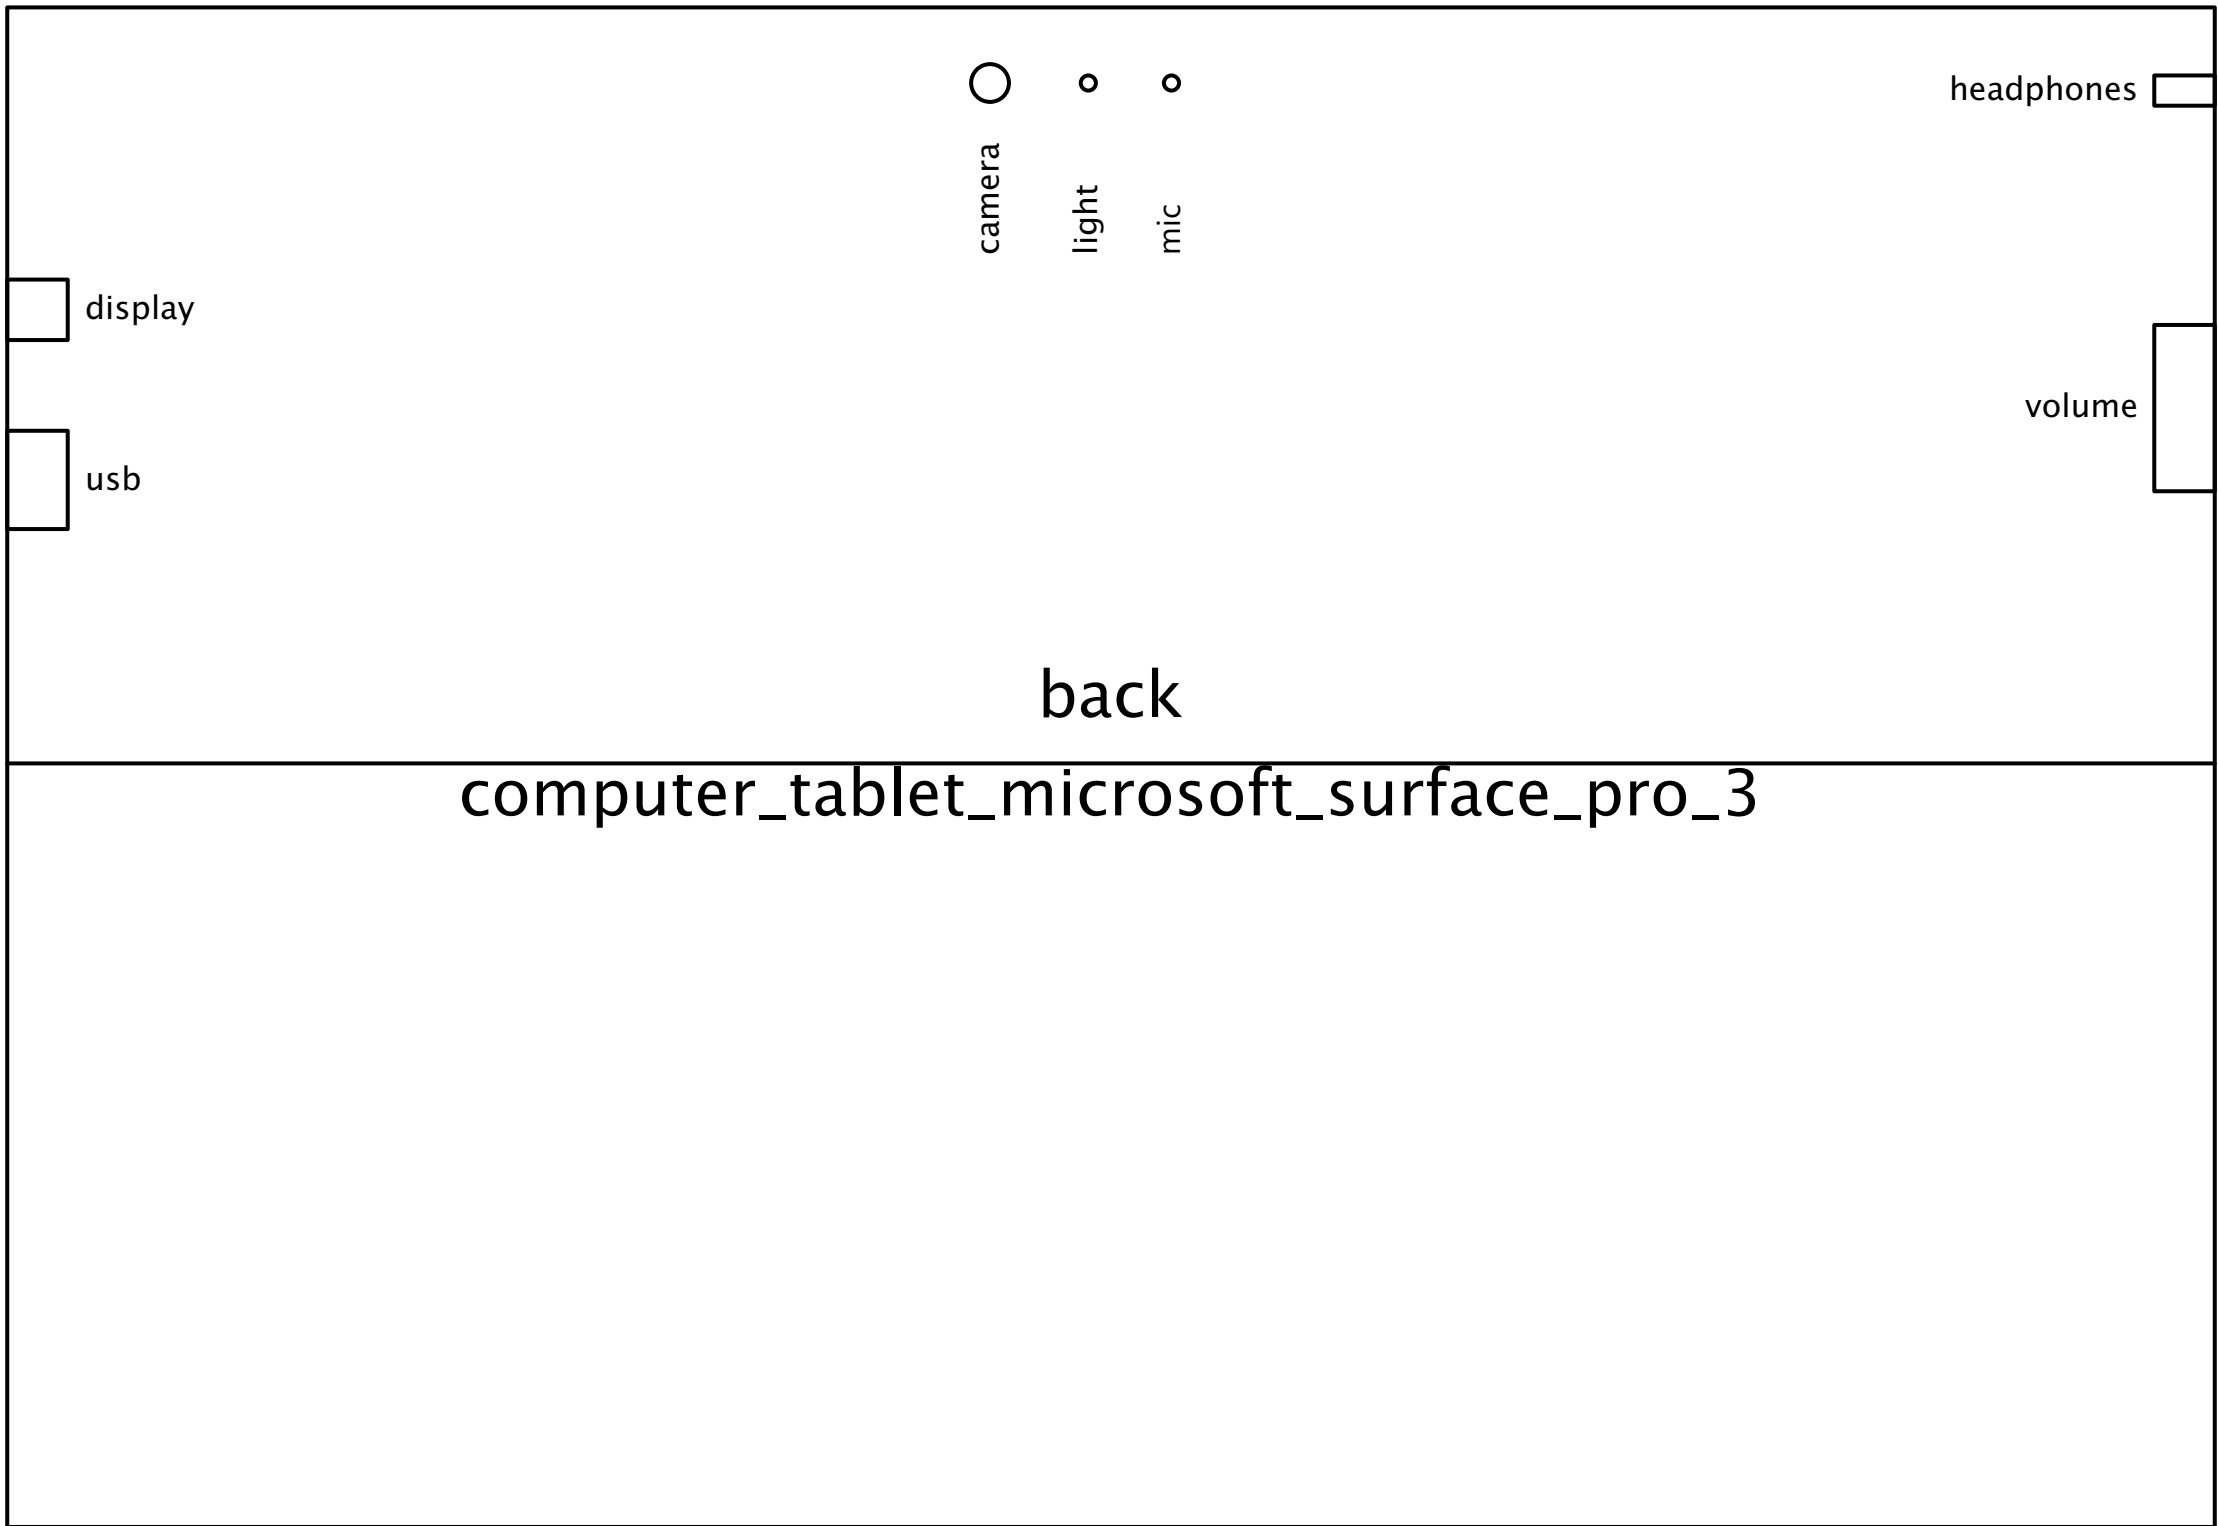 headphones
camera
light
mic
display
volume
usb
back
computer_tablet_microsoft_surface_pro_3